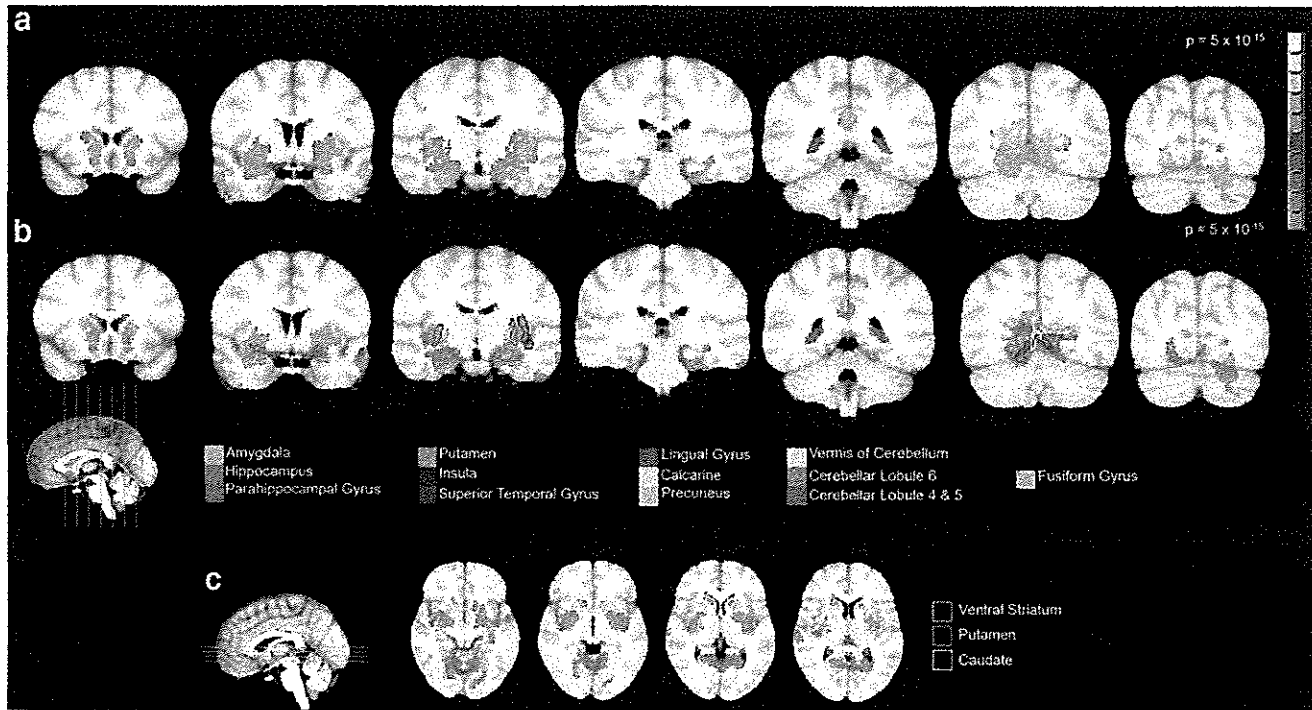 a
p = 5 x 10-15
b
p = 5 x 10-15
Amygdala
Hippocampus
Parahippocampal Gyrus
Putamen
Insula
Superior Temporal Gyrus
Lingual Gyrus
Calcarine
Precuneus
Vermis of Cerebellum
Cerebellar Lobule 6
Cerebellar Lobule 4 & 5
Fusiform Gyrus
c
Ventral Striatum
Putamen
Caudate